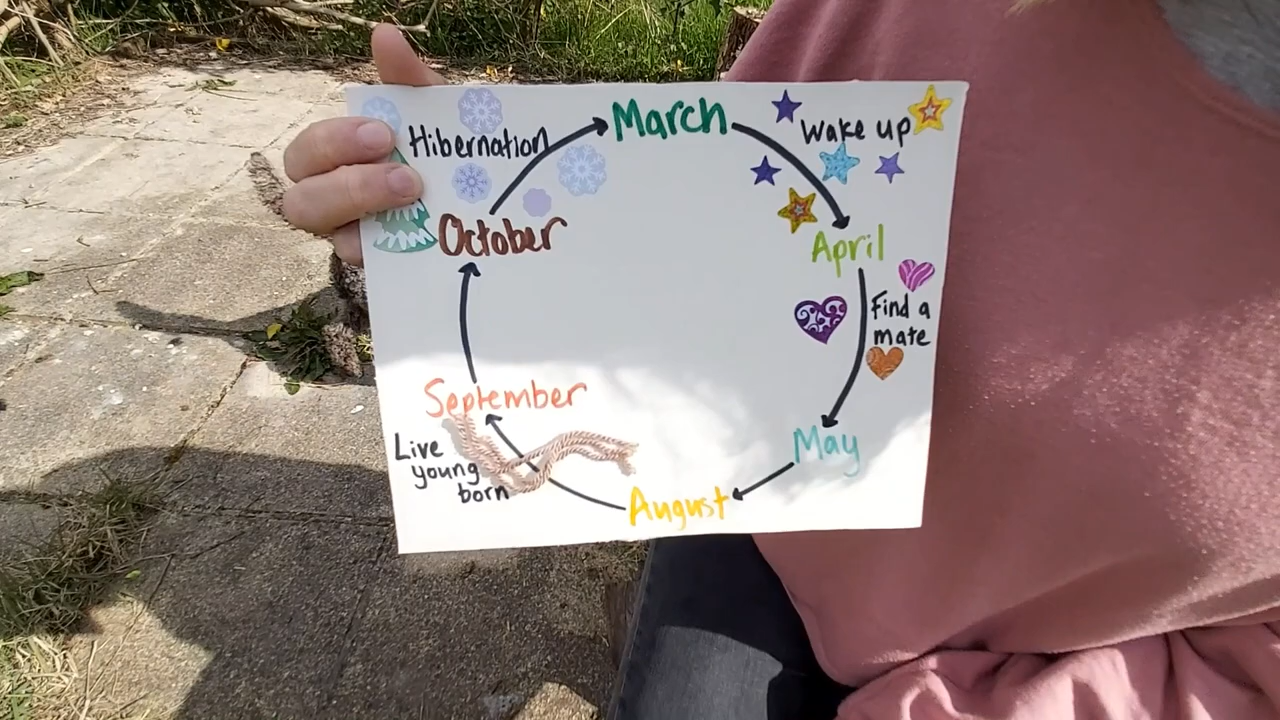 March
Wake up
April
Find a
mate
May
August
Live
young
born
September
October
Hibernation